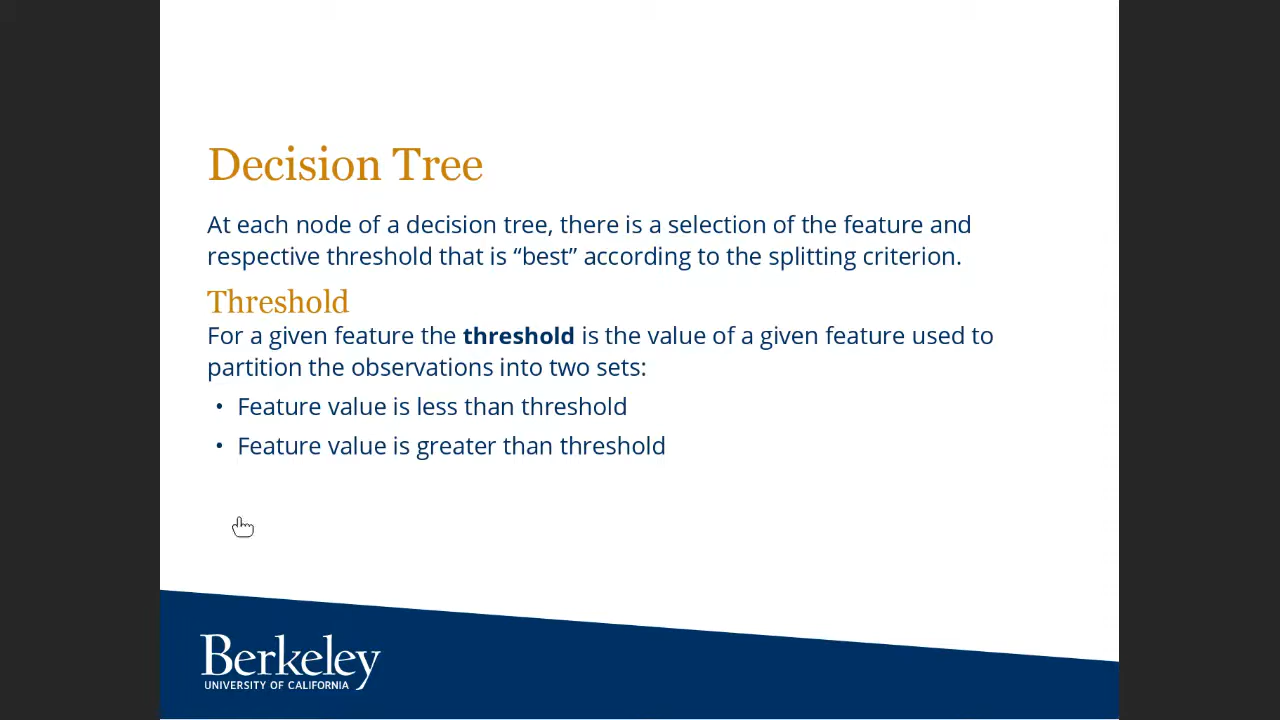 Decision Tree
At each node of a decision tree, there is a selection of the feature and
respective threshold that is “best” according to the splitting criterion.
Threshold
For a given feature the threshold is the value of a given feature used to
partition the observations into two sets:
• Feature value is less than threshold
• Feature value is greater than threshold
Berkeley
UNIVERSITY OF CALIFORNIA